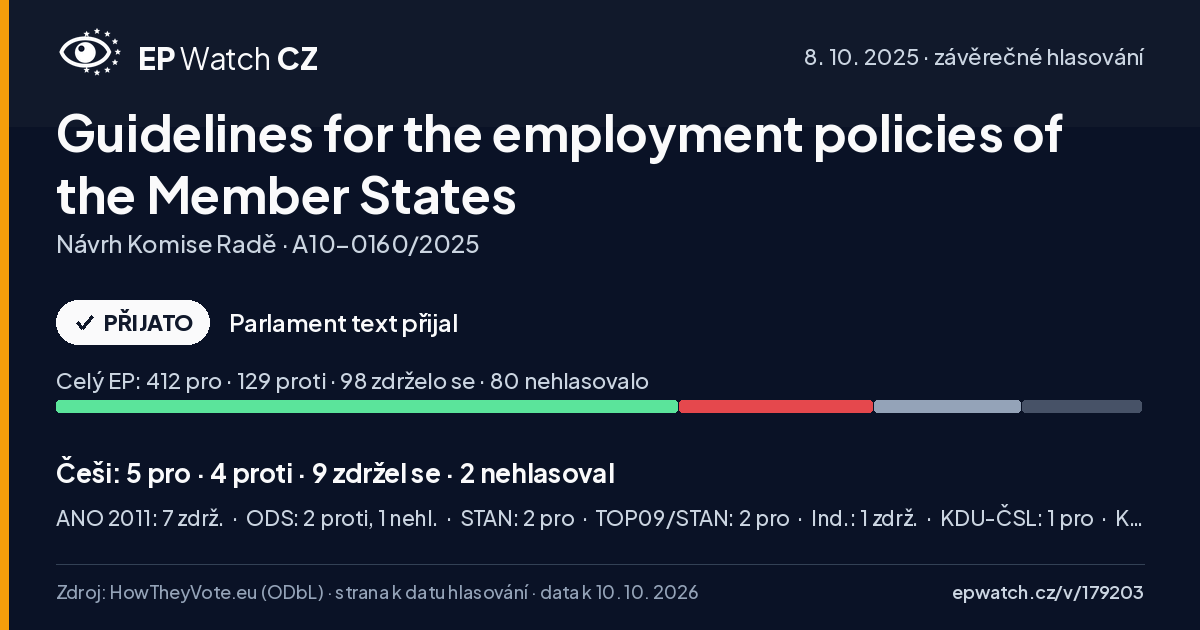 EP Watch CZ
8. 10. 2025 · závěrečné hlasování
Guidelines for the employment policies of
the Member States
Návrh Komise Radě · A10–0160/2025
✓ PŘIJATO
Parlament text přijal
Celý EP: 412 pro · 129 proti · 98 zdrželo se · 80 nehlasovalo
Češi: 5 pro · 4 proti · 9 zdržel se · 2 nehlasoval
ANO 2011: 7 zdrž. · ODS: 2 proti, 1 nehl. · STAN: 2 pro · TOP09/STAN: 2 pro · Ind.: 1 zdrž. · KDU-ČSL: 1 pro · K…
Zdroj: HowTheyVote.eu (ODbL) · strana k datu hlasování · data k 10. 10. 2026
epwatch.cz/v/179203